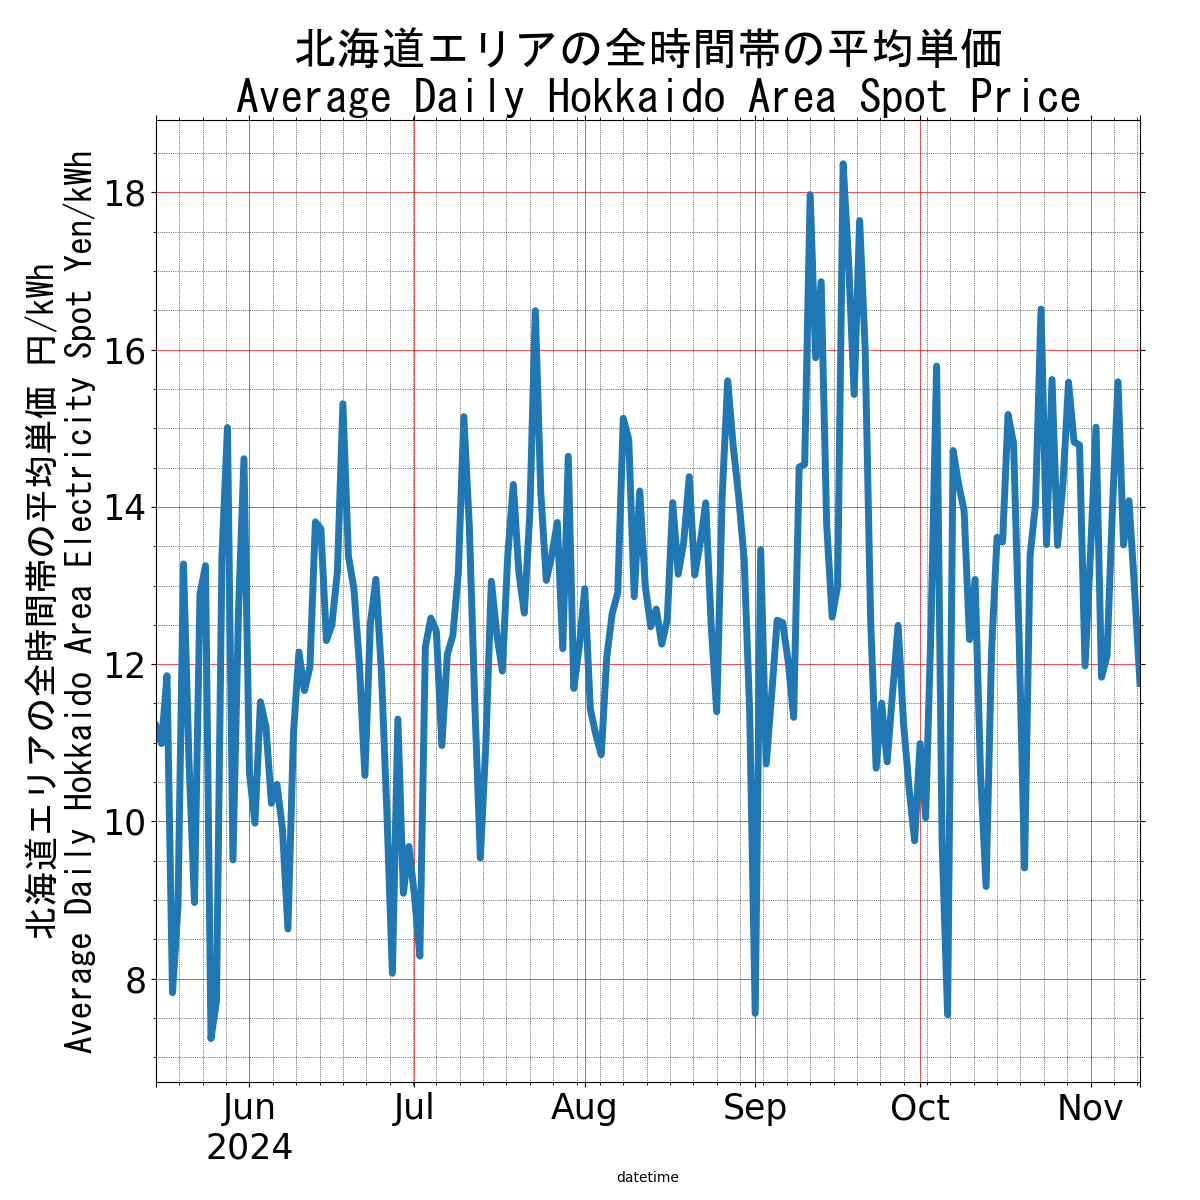 北海道エリアの全時間帯の平均単価
Average Daily Hokkaido Area Spot Price
北海道エリアの全時間帯の平均単価 円/kWh
Average Daily Hokkaido Area Electricity Spot Yen/kWh
18
16
14
12
10
8
Jun Jul Aug Sep Oct Nov
2024
datetime